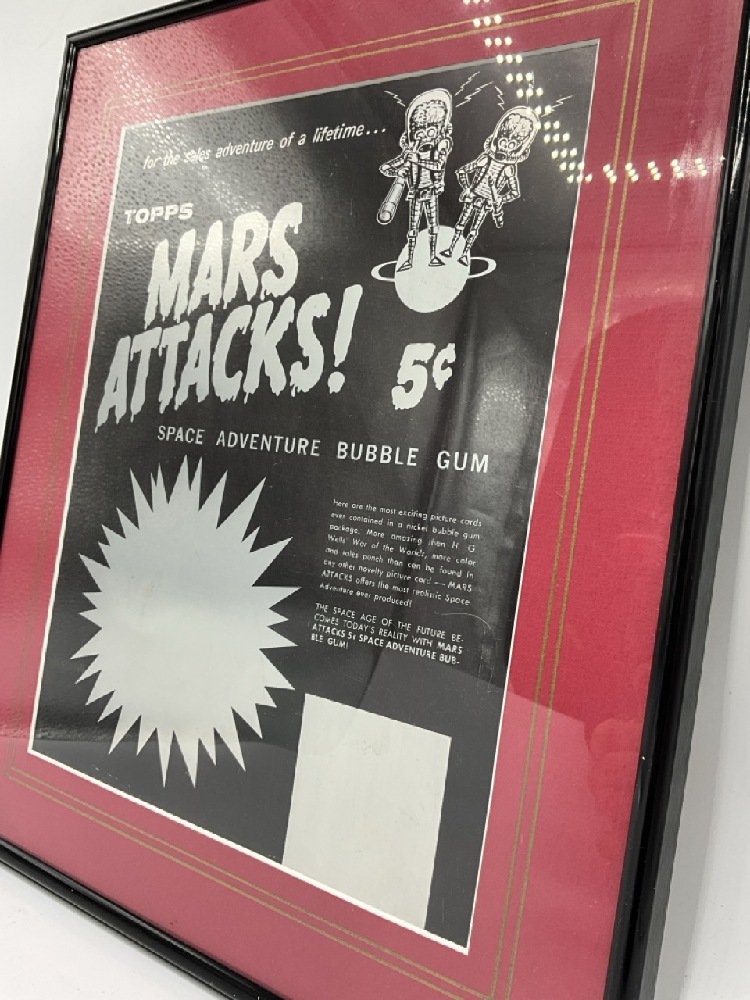 for the sales adventure of a lifetime...
TOPPS
MARS
ATTACKS!
5¢
SPACE ADVENTURE BUBBLE GUM
Here are the most exciting picture cards
ever contained in a nickel bubble gum
package. More amazing than H. G.
Wells' War of the Worlds, more color
and sales punch than can be found in
any other novelty picture card -- MARS
ATTACKS offers the most realistic Space
Adventure ever produced!
THE SPACE AGE OF THE FUTURE BE-
COMES TODAY'S REALITY WITH MARS
ATTACKS 5¢ SPACE ADVENTURE BUB-
BLE GUM!